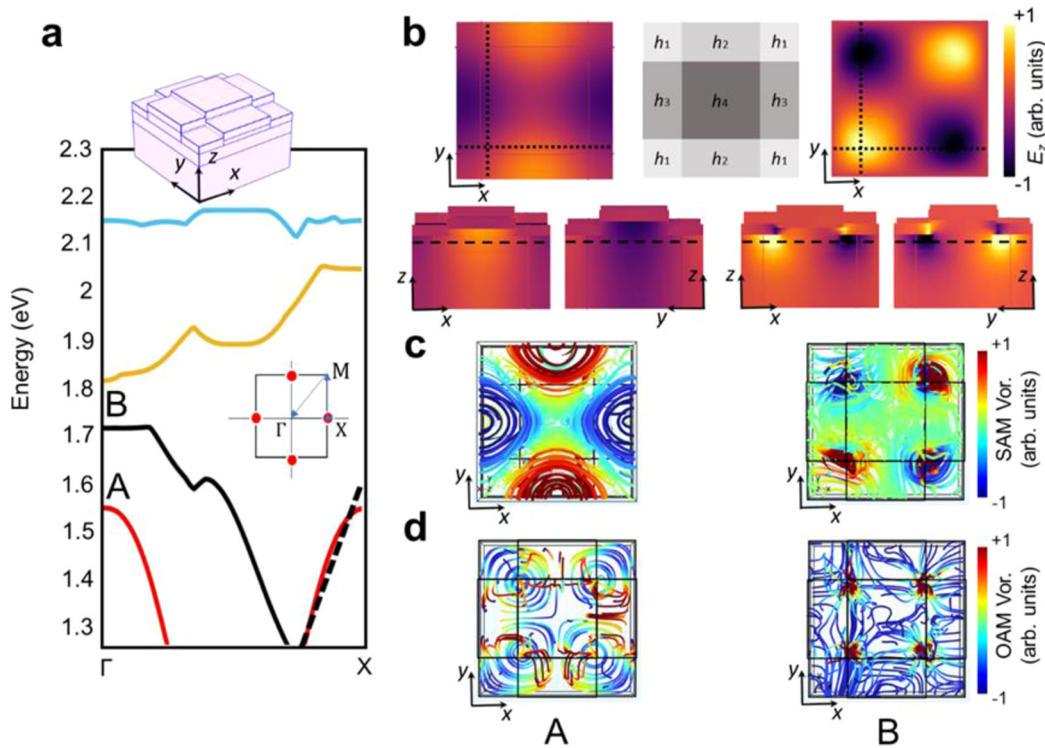 a
b
2.3
2.1
2
1.9
1.8
1.7
1.6
1.5
1.4
1.3
Energy (eV)
B
A
z
y
x
M
Γ
X
Γ
X
h1 h2 h1
h3 h4 h3
h1 h2 h1
y
x
y
x
+1
-1
Ez (arb. units)
z
x
z
y
z
x
z
y
c
y
x
y
x
+1
-1
SAM Vor.
(arb. units)
d
y
x
y
x
+1
-1
OAM Vor.
(arb. units)
A
B